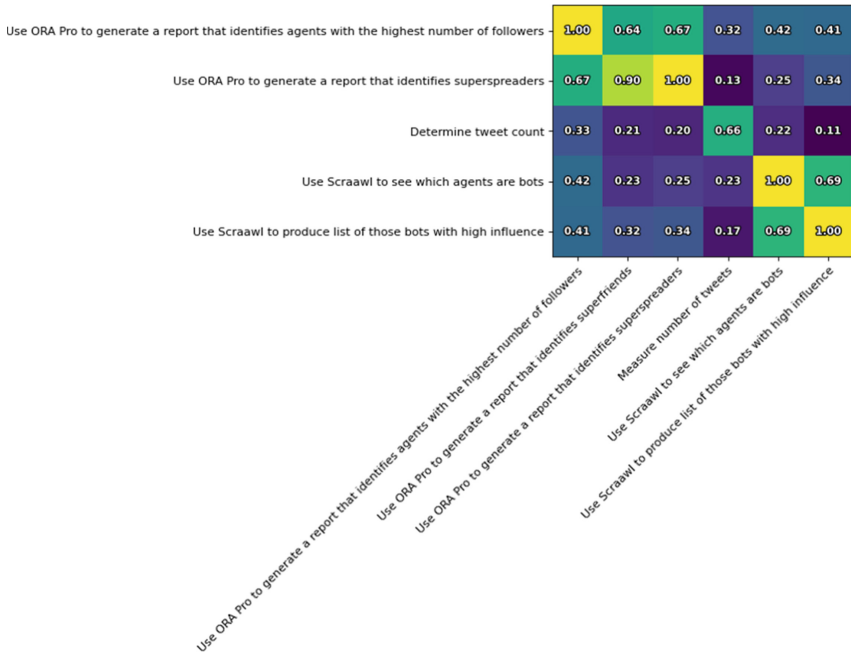 Use ORA Pro to generate a report that identifies agents with the highest number of followers
1.00 0.64 0.67 0.32 0.42 0.41
Use ORA Pro to generate a report that identifies superspreaders
0.67 0.90 1.00 0.13 0.25 0.34
Determine tweet count
0.33 0.21 0.20 0.66 0.22 0.11
Use Scraawl to see which agents are bots
0.42 0.23 0.25 0.23 1.00 0.69
Use Scraawl to produce list of those bots with high influence
0.41 0.32 0.34 0.17 0.69 1.00
Use ORA Pro to generate a report that identifies agents with the highest number of followers
Use ORA Pro to generate a report that identifies superfriends
Use ORA Pro to generate a report that identifies superspreaders
Measure number of tweets
Use Scraawl to see which agents are bots
Use Scraawl to produce list of those bots with high influence